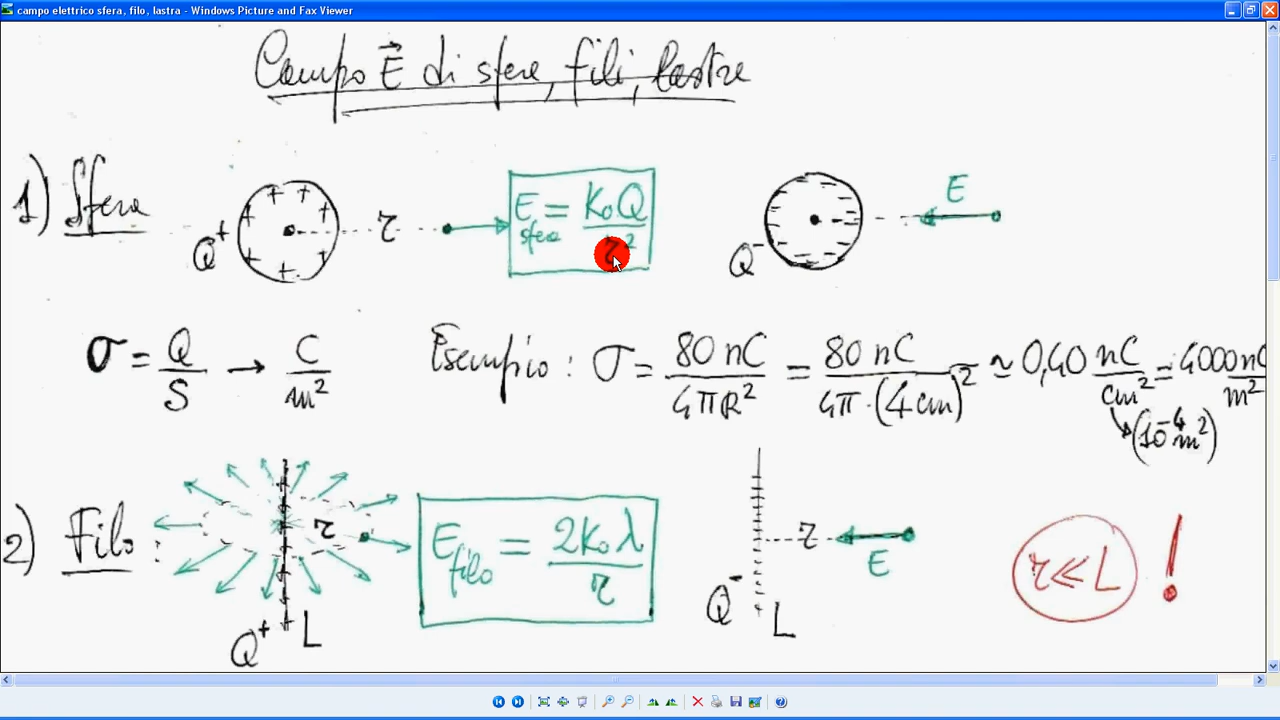 campo elettrico sfera, filo, lastra - Windows Picture and Fax Viewer
Campo E⃗ di sfere, fili, lastre
1) Sfera
Q⁺ + + + + + + + r E sfera = K₀Q / r² Q⁻ E
σ = Q/S → C/m² Esempio : σ = 80 nC / 4πR² = 80 nC / 4π·(4cm)² ≃ 0,40 nC/cm² = 4000 nC/m²
(10⁻⁴ m²)
2) Filo : r E filo = 2K₀λ / r r E r ≪ L !
Q⁺ L Q⁻ L